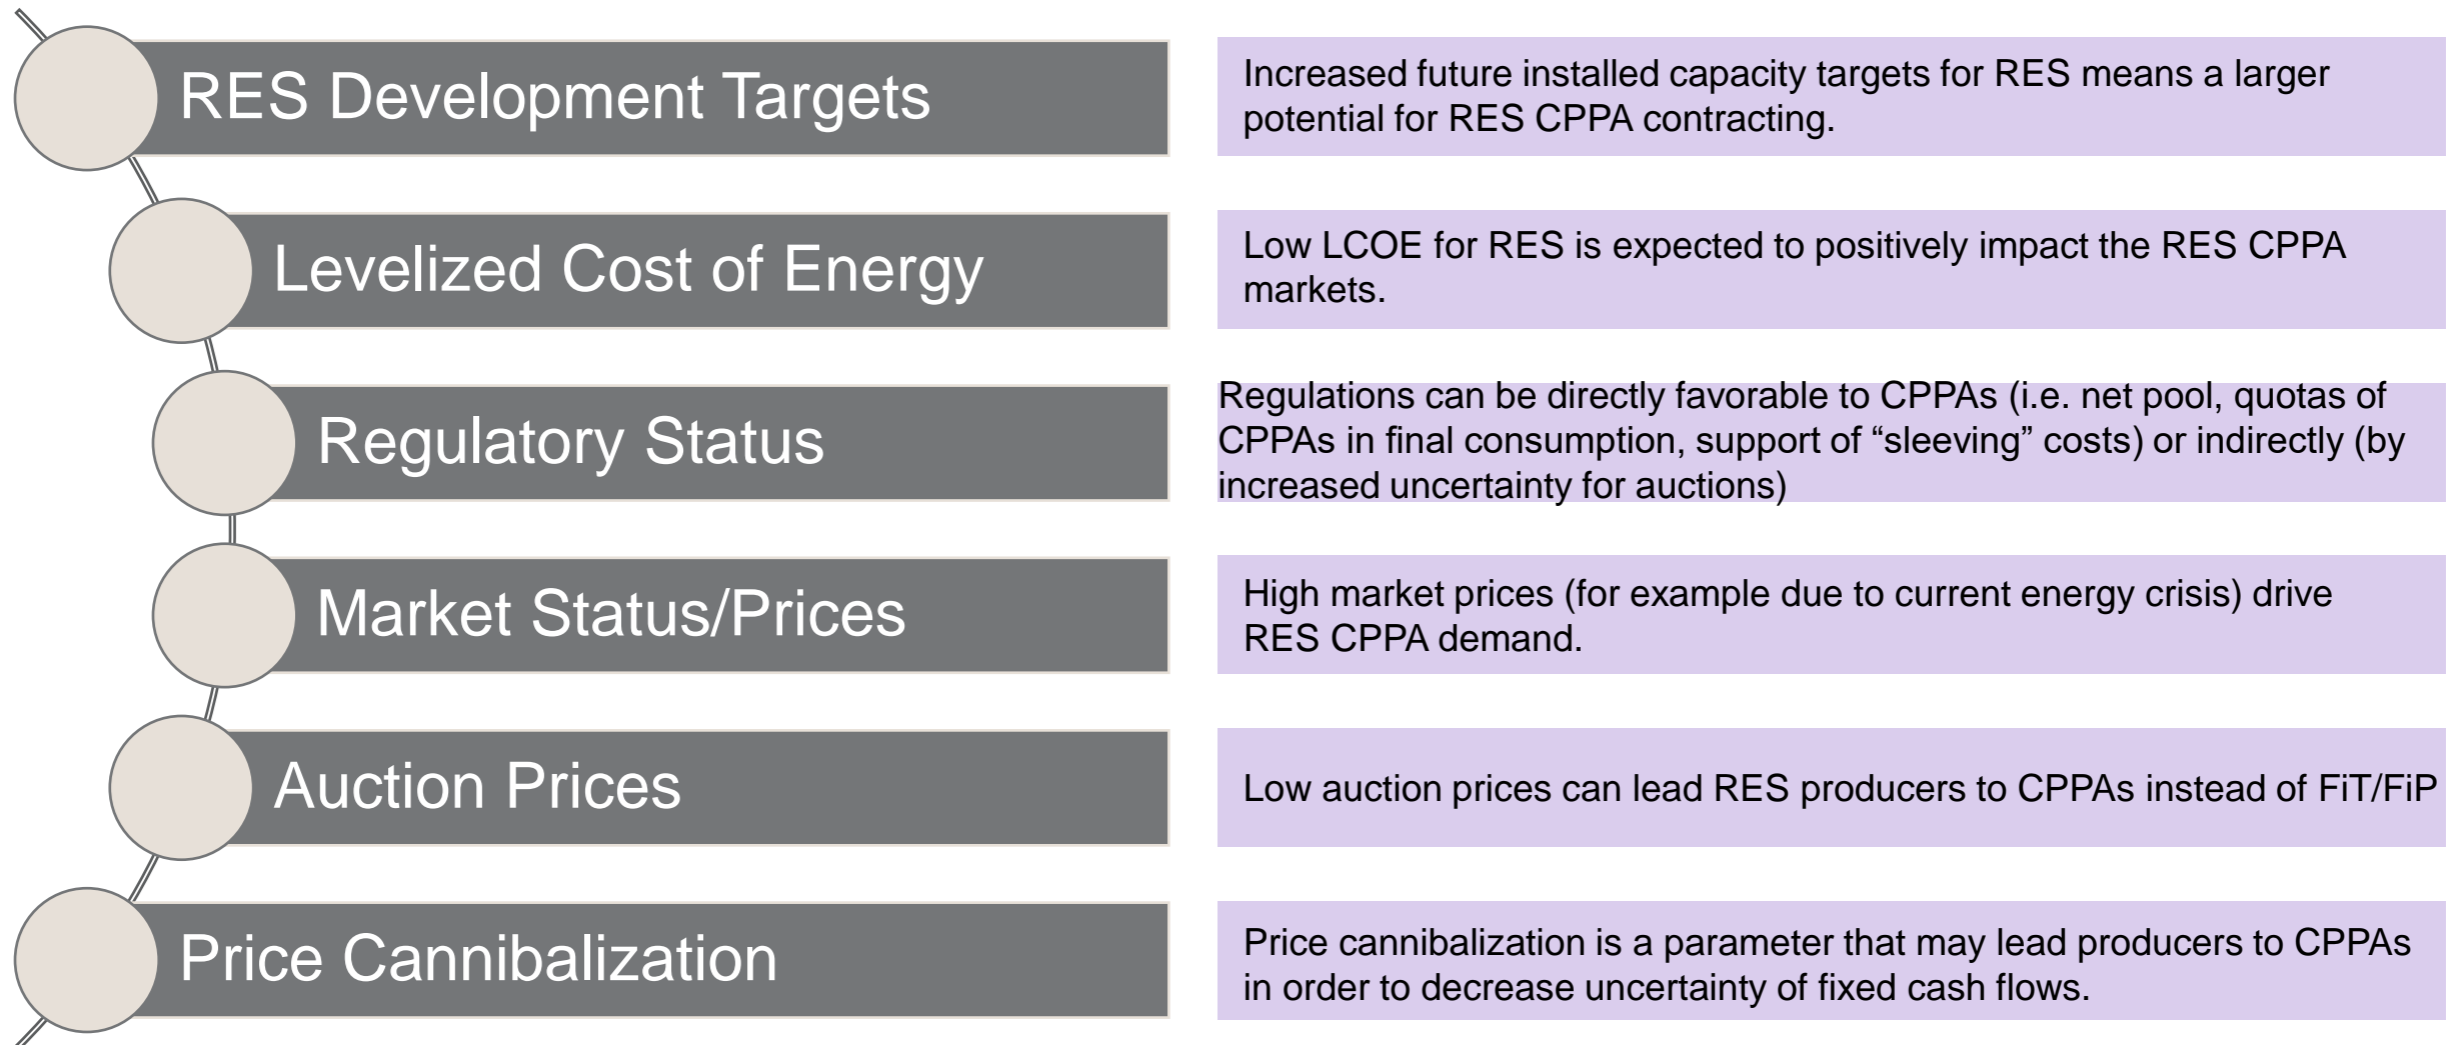 RES Development Targets
Increased future installed capacity targets for RES means a larger
potential for RES CPPA contracting.
Levelized Cost of Energy
Low LCOE for RES is expected to positively impact the RES CPPA
markets.
Regulatory Status
Regulations can be directly favorable to CPPAs (i.e. net pool, quotas of
CPPAs in final consumption, support of “sleeving” costs) or indirectly (by
increased uncertainty for auctions)
Market Status/Prices
High market prices (for example due to current energy crisis) drive
RES CPPA demand.
Auction Prices
Low auction prices can lead RES producers to CPPAs instead of FiT/FiP
Price Cannibalization
Price cannibalization is a parameter that may lead producers to CPPAs
in order to decrease uncertainty of fixed cash flows.